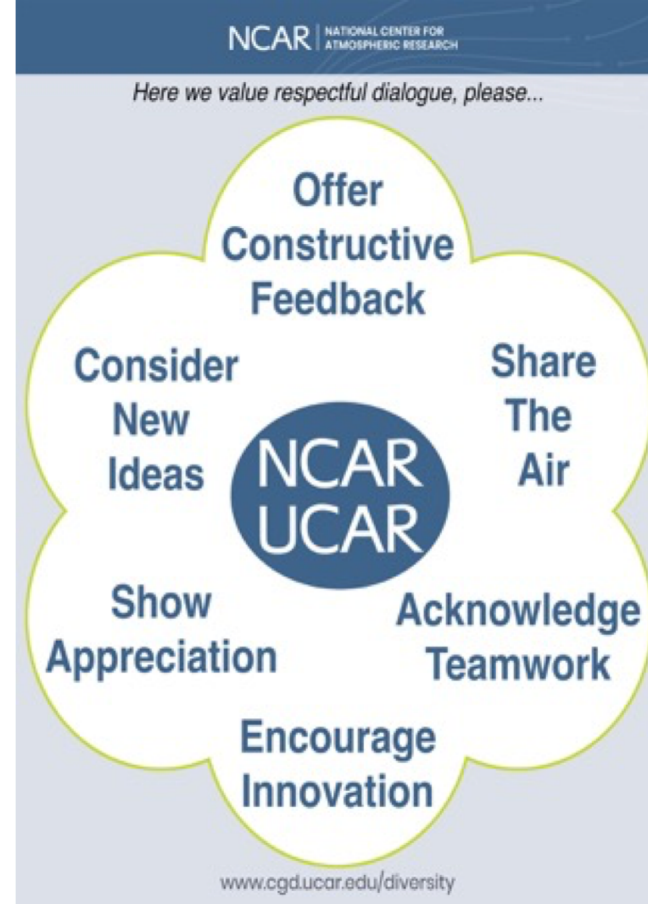 NCAR | NATIONAL CENTER FOR
ATMOSPHERIC RESEARCH
Here we value respectful dialogue, please...
Offer
Constructive
Feedback
Share
The
Air
Acknowledge
Teamwork
Encourage
Innovation
Show
Appreciation
Consider
New
Ideas
NCAR
UCAR
www.cgd.ucar.edu/diversity